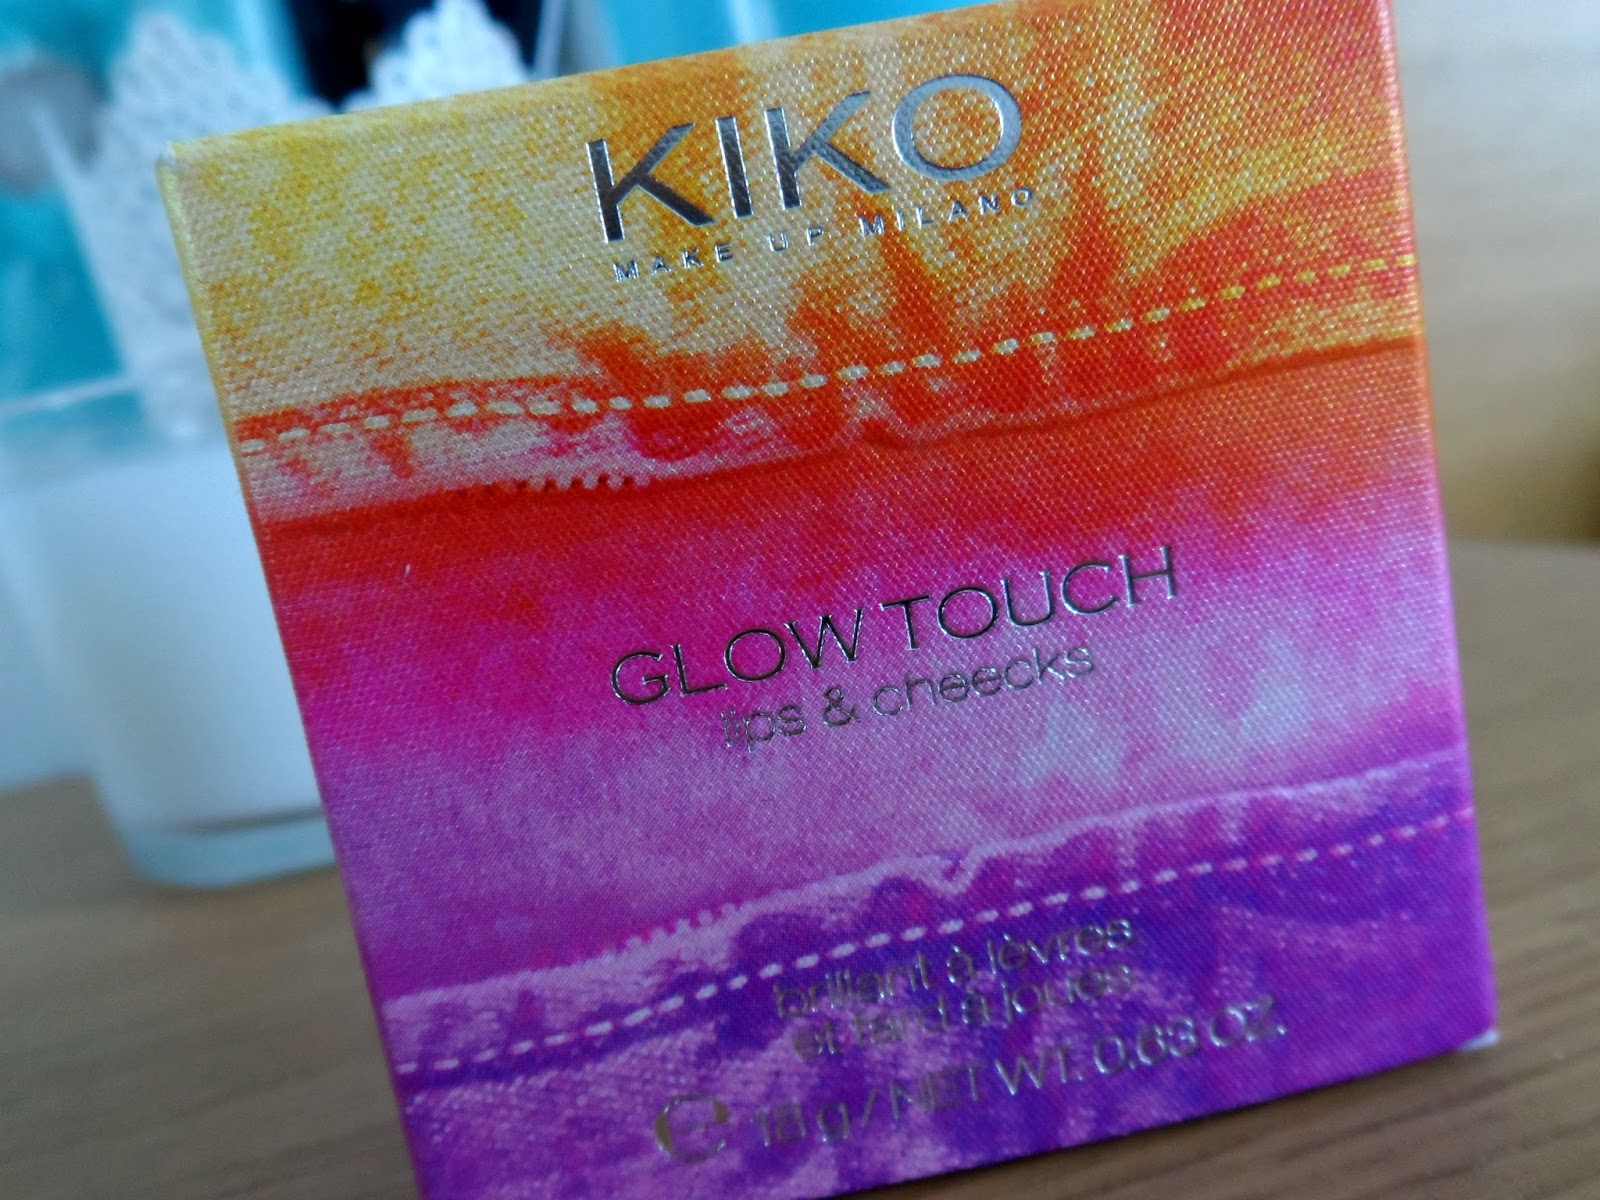 KIKO
MAKE UP MILANO
GLOW TOUCH
lips & cheecks
brillant à lèvres
et fard à joues
e 18 g / NET WT. 0.63 OZ.